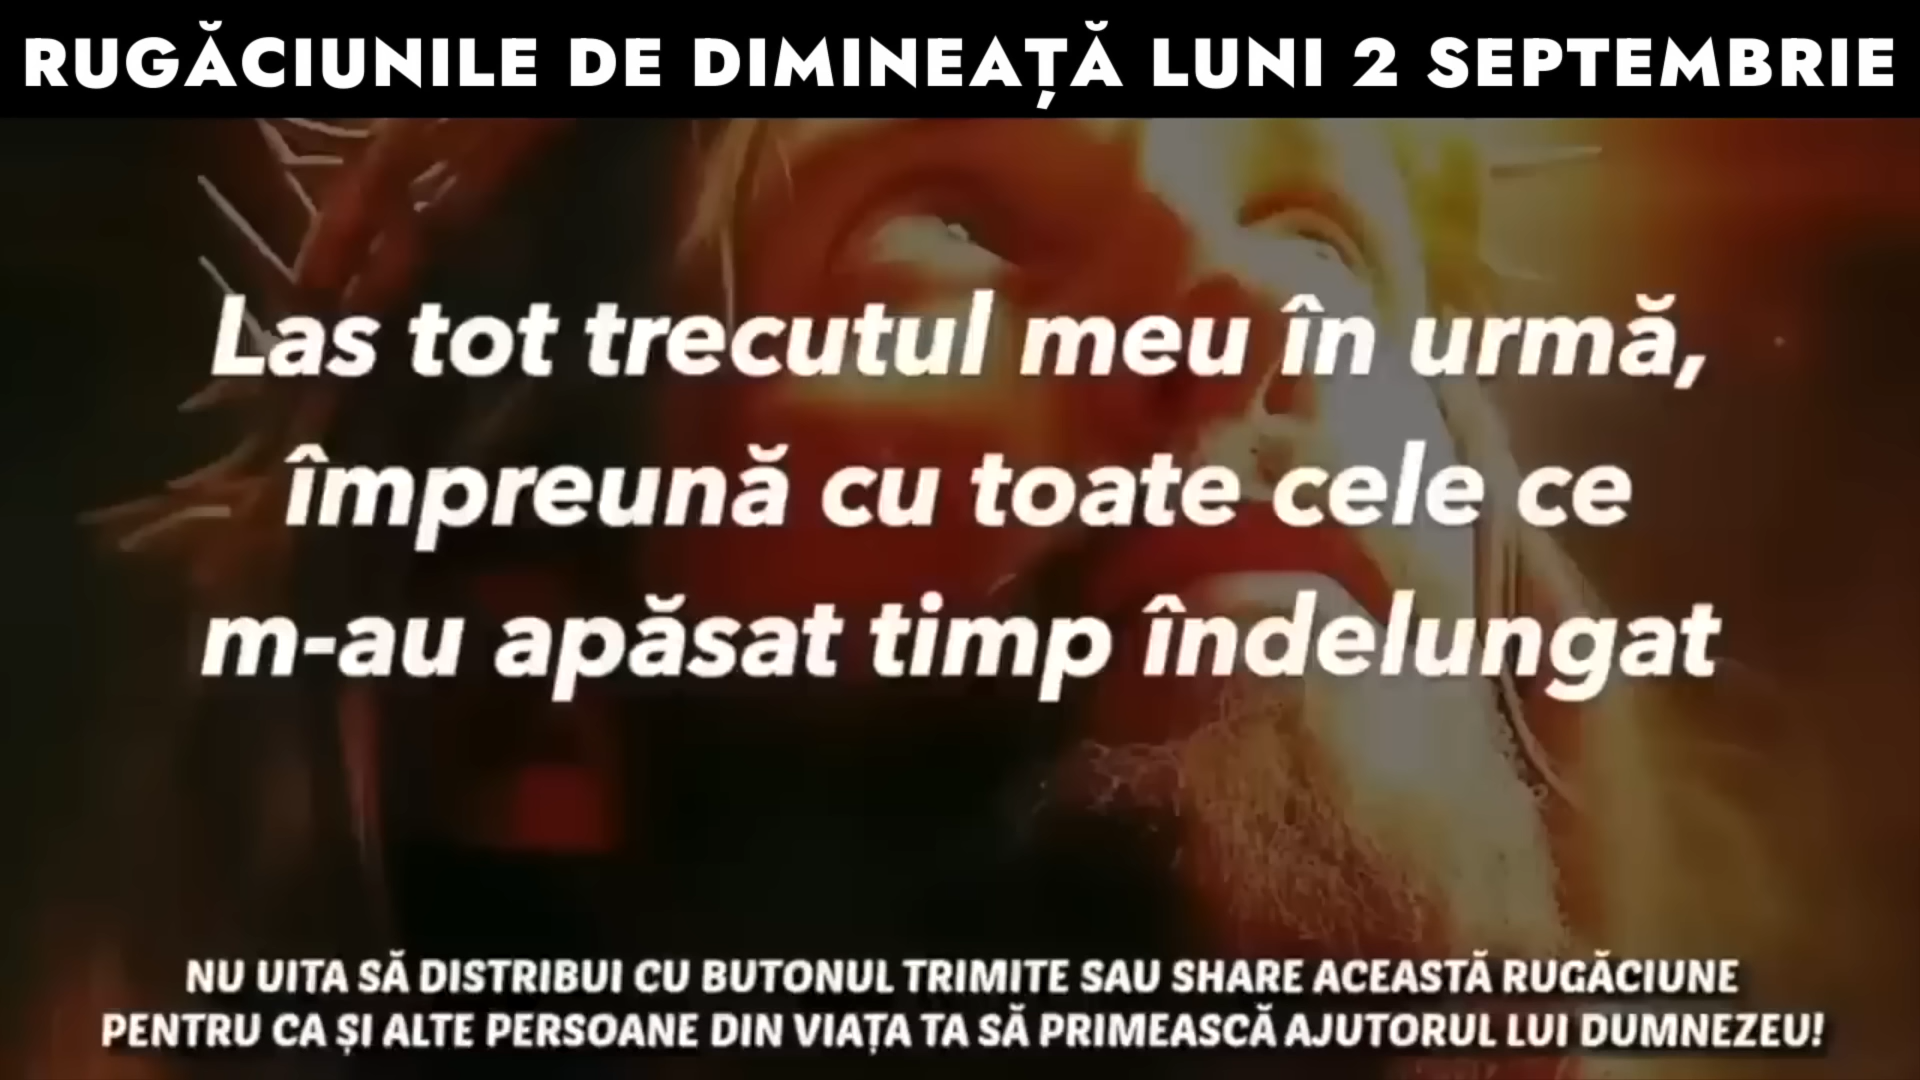 RUGĂCIUNILE DE DIMINEAȚĂ LUNI 2 SEPTEMBRIE
Las tot trecutul meu în urmă,
împreună cu toate cele ce
m-au apăsat timp îndelungat
NU UITA SĂ DISTRIBUI CU BUTONUL TRIMITE SAU SHARE ACEASTĂ RUGĂCIUNE
PENTRU CA ȘI ALTE PERSOANE DIN VIAȚA TA SĂ PRIMEASCĂ AJUTORUL LUI DUMNEZEU!